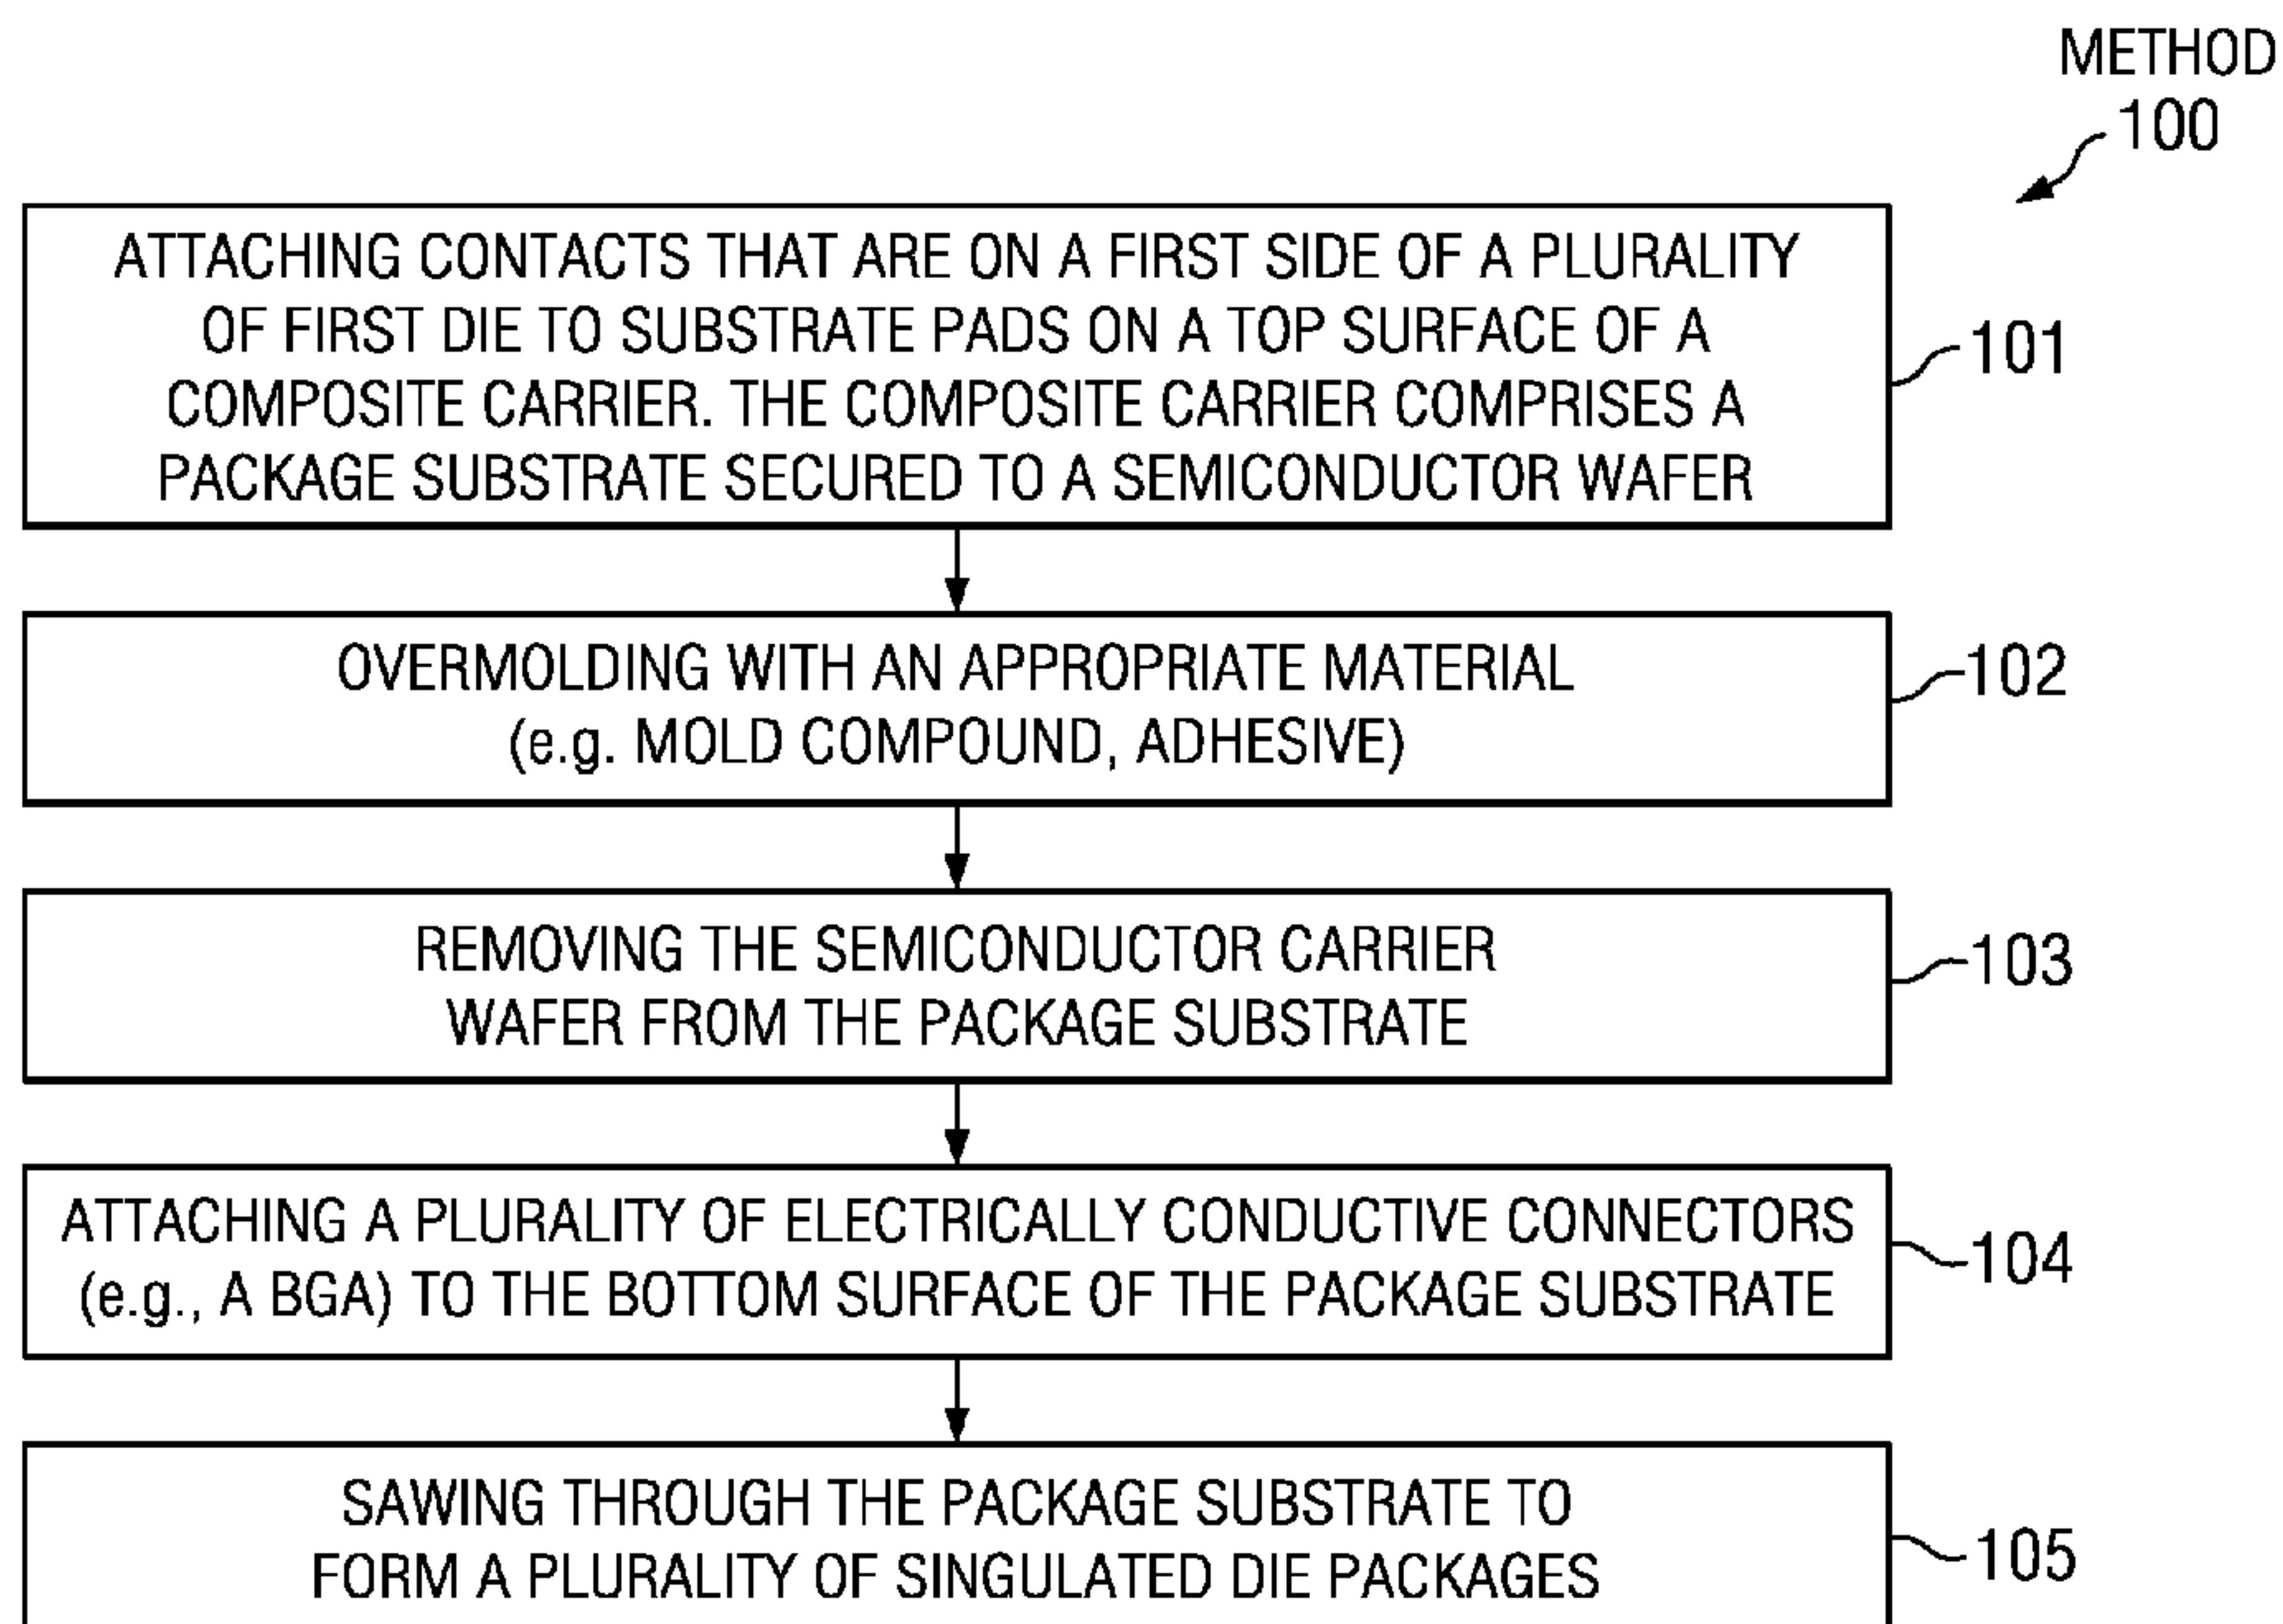 METHOD
100
ATTACHING CONTACTS THAT ARE ON A FIRST SIDE OF A PLURALITY
OF FIRST DIE TO SUBSTRATE PADS ON A TOP SURFACE OF A
COMPOSITE CARRIER. THE COMPOSITE CARRIER COMPRISES A
PACKAGE SUBSTRATE SECURED TO A SEMICONDUCTOR WAFER
101
OVERMOLDING WITH AN APPROPRIATE MATERIAL
(e.g. MOLD COMPOUND, ADHESIVE)
102
REMOVING THE SEMICONDUCTOR CARRIER
WAFER FROM THE PACKAGE SUBSTRATE
103
ATTACHING A PLURALITY OF ELECTRICALLY CONDUCTIVE CONNECTORS
(e.g., A BGA) TO THE BOTTOM SURFACE OF THE PACKAGE SUBSTRATE
104
SAWING THROUGH THE PACKAGE SUBSTRATE TO
FORM A PLURALITY OF SINGULATED DIE PACKAGES
105